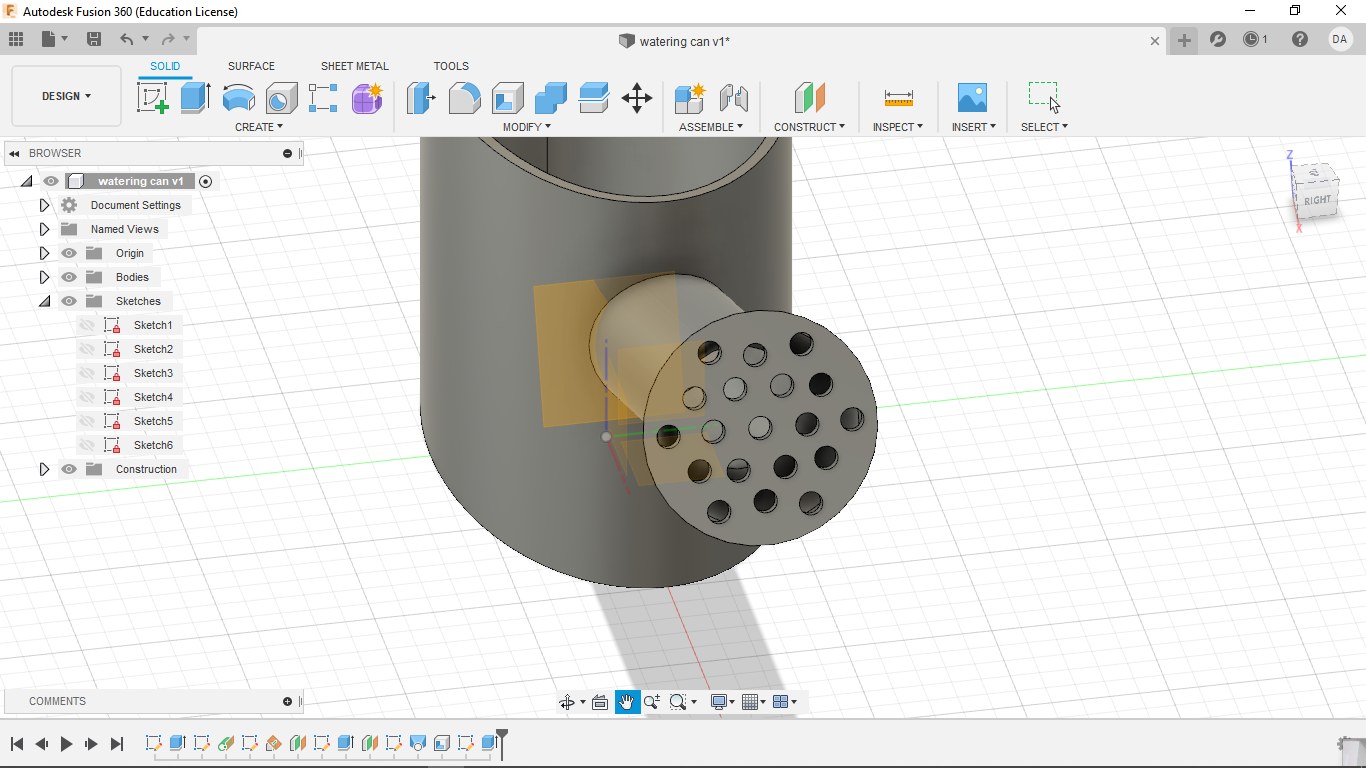 Autodesk Fusion 360 (Education License)
watering can v1*
1
DA
SOLID
SURFACE
SHEET METAL
TOOLS
DESIGN
CREATE
MODIFY
ASSEMBLE
CONSTRUCT
INSPECT
INSERT
SELECT
BROWSER
watering can v1
Document Settings
Named Views
Origin
Bodies
Sketches
Sketch1
Sketch2
Sketch3
Sketch4
Sketch5
Sketch6
Construction
Z
RIGHT
X
COMMENTS